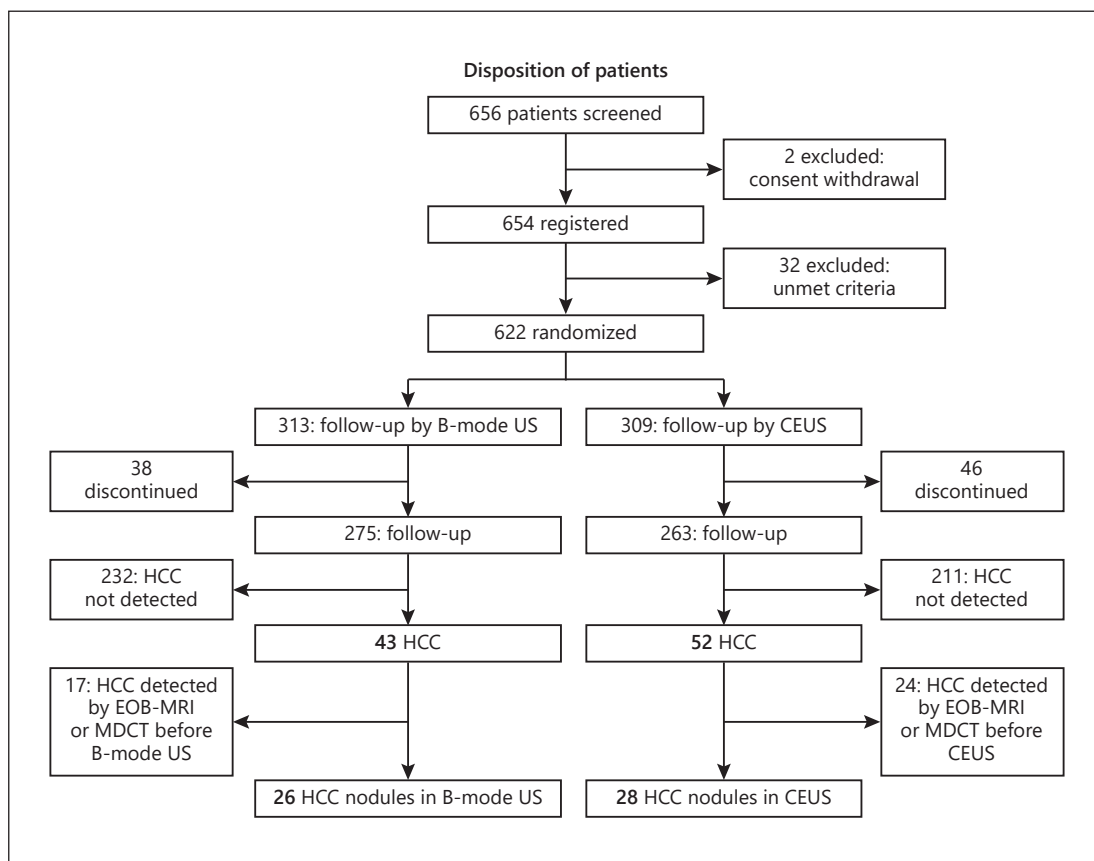 Disposition of patients
656 patients screened
2 excluded:
consent withdrawal
654 registered
32 excluded:
unmet criteria
622 randomized
313: follow-up by B-mode US
309: follow-up by CEUS
38
discontinued
46
discontinued
275: follow-up
263: follow-up
232: HCC
not detected
211: HCC
not detected
43 HCC
52 HCC
17: HCC detected
by EOB-MRI
or MDCT before
B-mode US
24: HCC detected
by EOB-MRI
or MDCT before
CEUS
26 HCC nodules in B-mode US
28 HCC nodules in CEUS